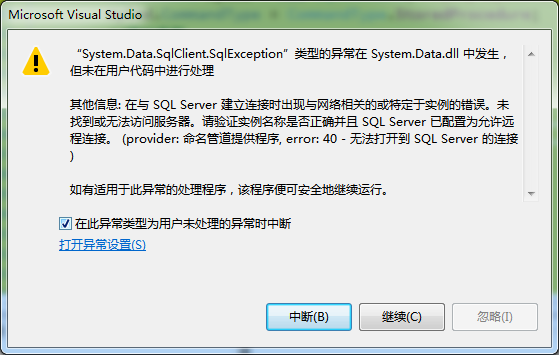 Microsoft Visual Studio
“System.Data.SqlClient.SqlException”类型的异常在 System.Data.dll 中发生，
但未在用户代码中进行处理
其他信息: 在与 SQL Server 建立连接时出现与网络相关的或特定于实例的错误。未
找到或无法访问服务器。请验证实例名称是否正确并且 SQL Server 已配置为允许远
程连接。 (provider: 命名管道提供程序, error: 40 - 无法打开到 SQL Server 的连接
)
如有适用于此异常的处理程序，该程序便可安全地继续运行。
在此异常类型为用户未处理的异常时中断
打开异常设置(S)
中断(B) 继续(C) 忽略(I)